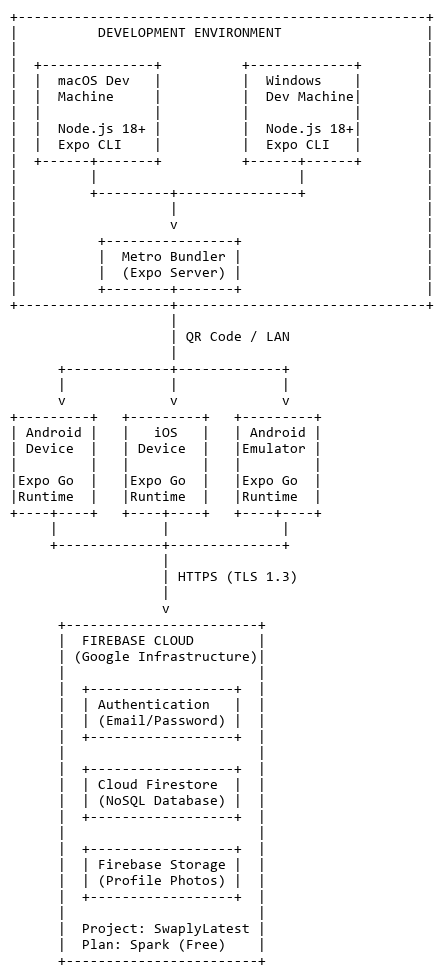 DEVELOPMENT ENVIRONMENT
macOS Dev Windows
Machine Dev Machine
Node.js 18+ Node.js 18+
Expo CLI Expo CLI
v
Metro Bundler
(Expo Server)
QR Code / LAN
v v v
Android iOS Android
Device Device Emulator
Expo Go Expo Go Expo Go
Runtime Runtime Runtime
HTTPS (TLS 1.3)
v
FIREBASE CLOUD
(Google Infrastructure)
Authentication
(Email/Password)
Cloud Firestore
(NoSQL Database)
Firebase Storage
(Profile Photos)
Project: SwaplyLatest
Plan: Spark (Free)